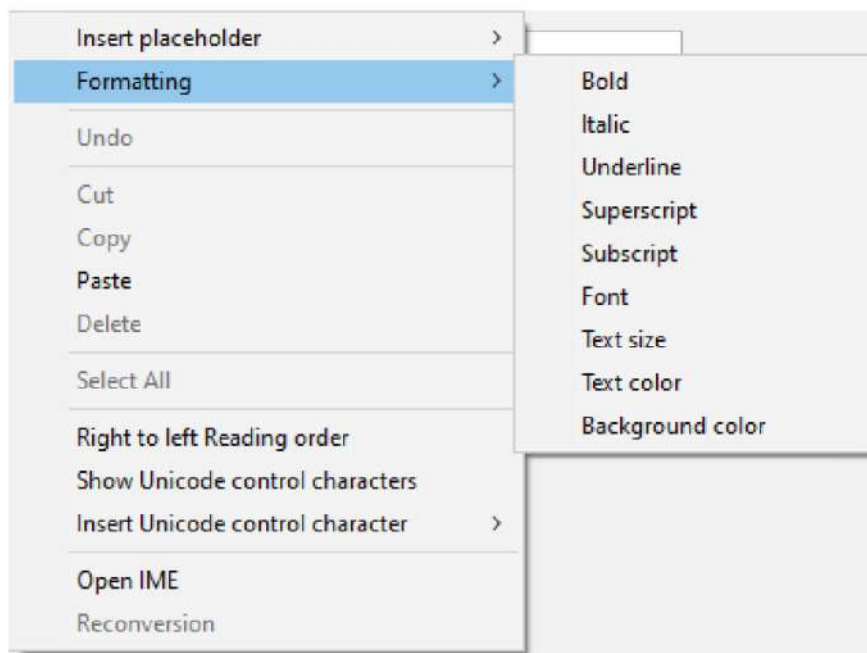 Insert placeholder
Formatting
Undo
Cut
Copy
Paste
Delete
Select All
Right to left Reading order
Show Unicode control characters
Insert Unicode control character
Open IME
Reconversion
Bold
Italic
Underline
Superscript
Subscript
Font
Text size
Text color
Background color